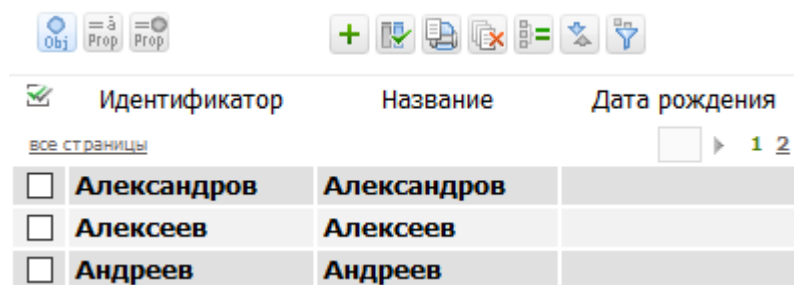 Obj =a Prop = Prop
Идентификатор Название Дата рождения
все страницы 1 2
Александров Александров
Алексеев Алексеев
Андреев Андреев